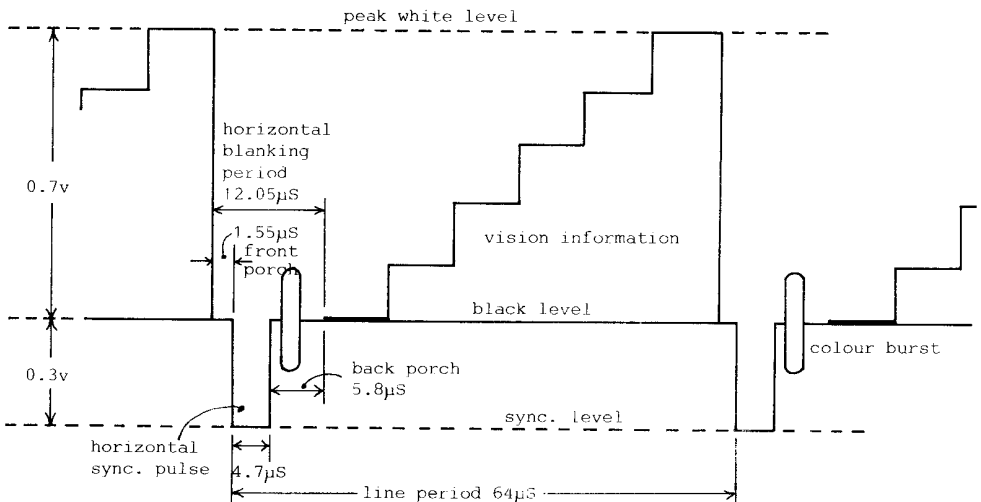 peak white level
horizontal
blanking
period
12.05µS
0.7v
1.55µS
front
porch
vision information
black level
colour burst
0.3v
back porch
5.8µS
sync. level
horizontal
sync. pulse
4.7µS
line period 64µS